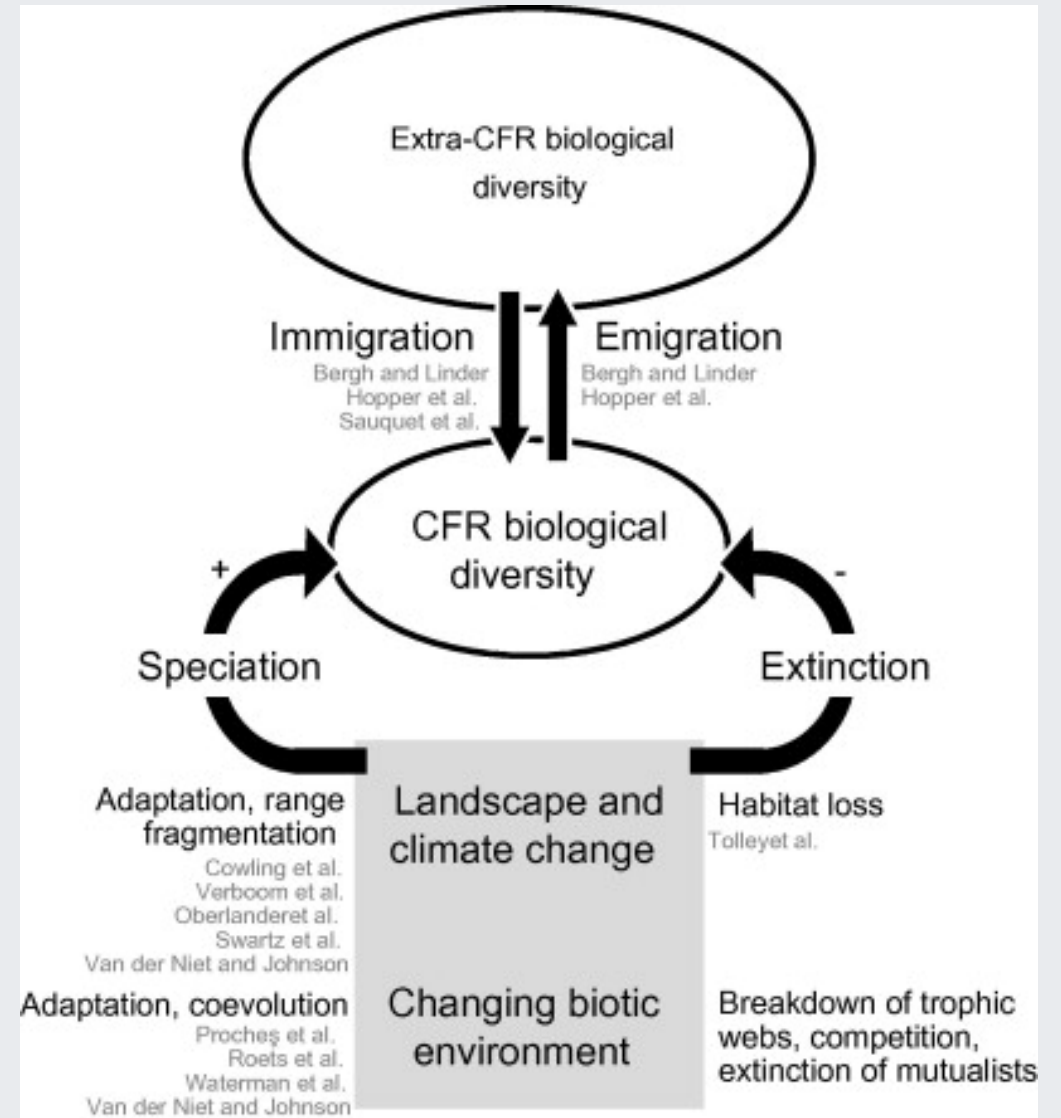 Extra-CFR biological
diversity
Immigration
Bergh and Linder
Hopper et al.
Sauquet et al.
Emigration
Bergh and Linder
Hopper et al.
CFR biological
diversity
+
-
Speciation
Extinction
Adaptation, range
fragmentation
Cowling et al.
Verboom et al.
Oberlanderet al.
Swartz et al.
Van der Niet and Johnson
Landscape and
climate change
Habitat loss
Tolleyet al.
Adaptation, coevolution
Procheş et al.
Roets et al.
Waterman et al.
Van der Niet and Johnson
Changing biotic
environment
Breakdown of trophic
webs, competition,
extinction of mutualists